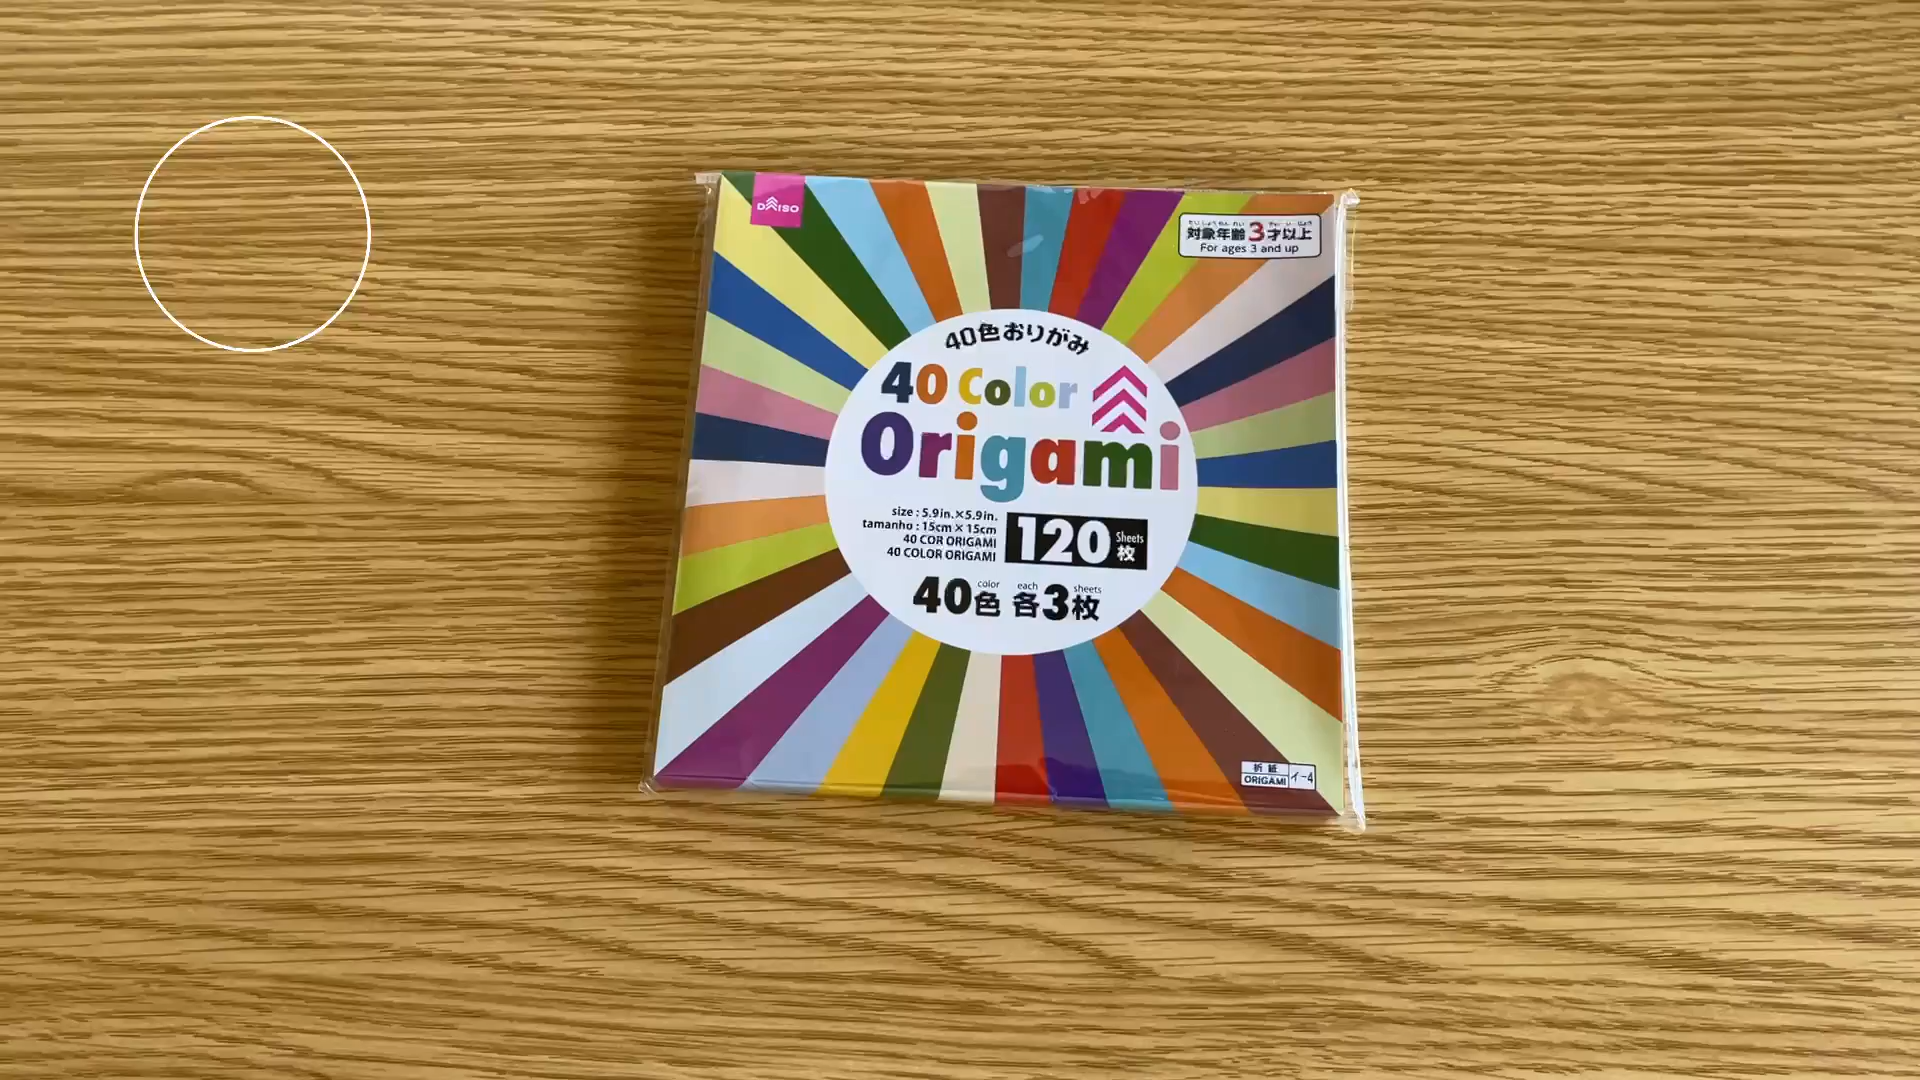 DAISO
対象年齢3才以上
For ages 3 and up
40色おりがみ
40 Color
Origami
size : 5.9in.×5.9in.
tamanho : 15cm×15cm
40 COR ORIGAMI
40 COLOR ORIGAMI
120 Sheets 枚
color each sheets
40色 各3枚
折紙
ORIGAMI イ-4